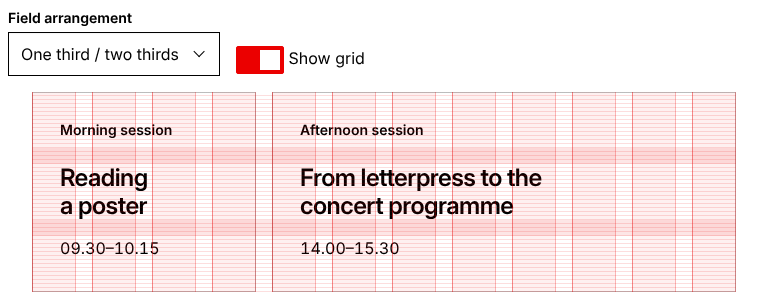 Field arrangement
One third / two thirds
Show grid
Morning session
Reading
a poster
09.30–10.15
Afternoon session
From letterpress to the
concert programme
14.00–15.30